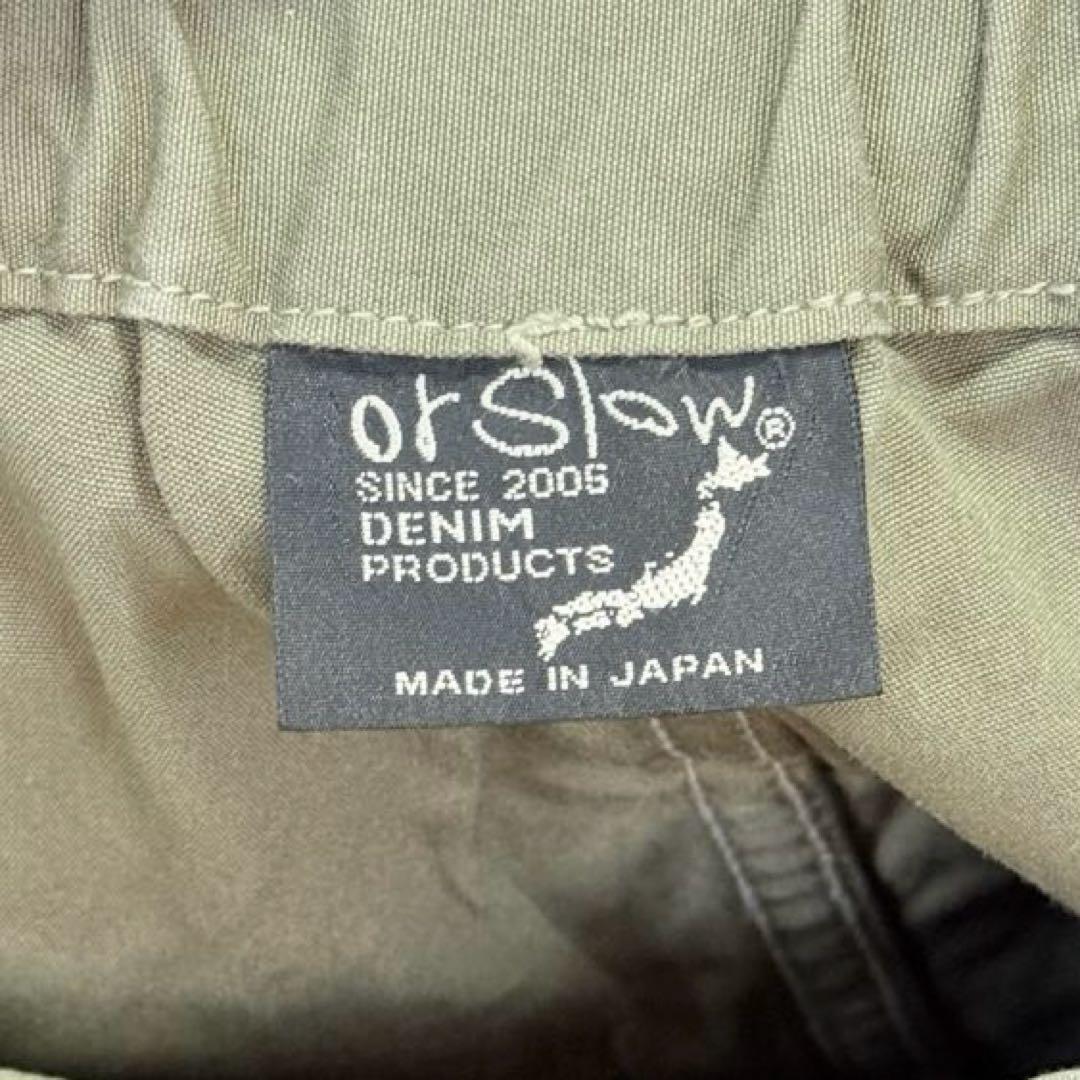 orSlow®
SINCE 2005
DENIM
PRODUCTS
MADE IN JAPAN